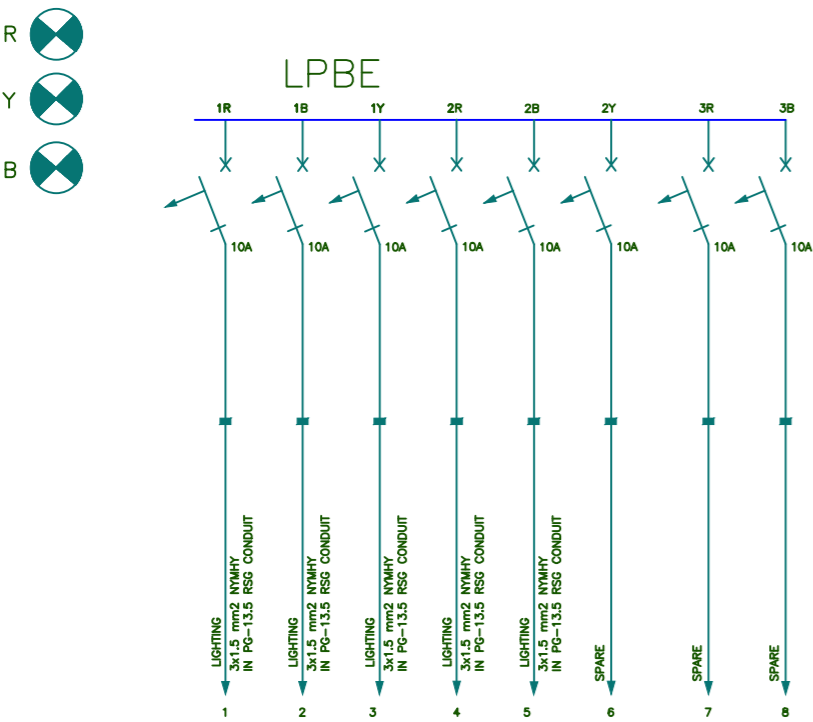 R
Y
B
LPBE
1R 1B 1Y 2R 2B 2Y 3R 3B
10A 10A 10A 10A 10A 10A 10A 10A
LIGHTING
3x1.5 mm2 NYMHY
IN PG-13.5 RSG CONDUIT
LIGHTING
3x1.5 mm2 NYMHY
IN PG-13.5 RSG CONDUIT
LIGHTING
3x1.5 mm2 NYMHY
IN PG-13.5 RSG CONDUIT
LIGHTING
3x1.5 mm2 NYMHY
IN PG-13.5 RSG CONDUIT
LIGHTING
3x1.5 mm2 NYMHY
IN PG-13.5 RSG CONDUIT
SPARE
SPARE
SPARE
1 2 3 4 5 6 7 8